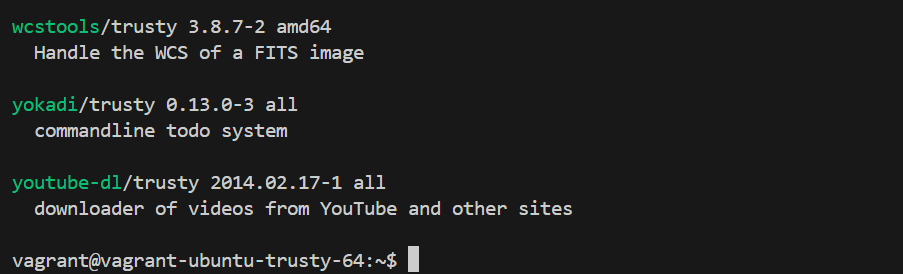 wcstools/trusty 3.8.7-2 amd64
  Handle the WCS of a FITS image
yokadi/trusty 0.13.0-3 all
  commandline todo system
youtube-dl/trusty 2014.02.17-1 all
  downloader of videos from YouTube and other sites
vagrant@vagrant-ubuntu-trusty-64:~$